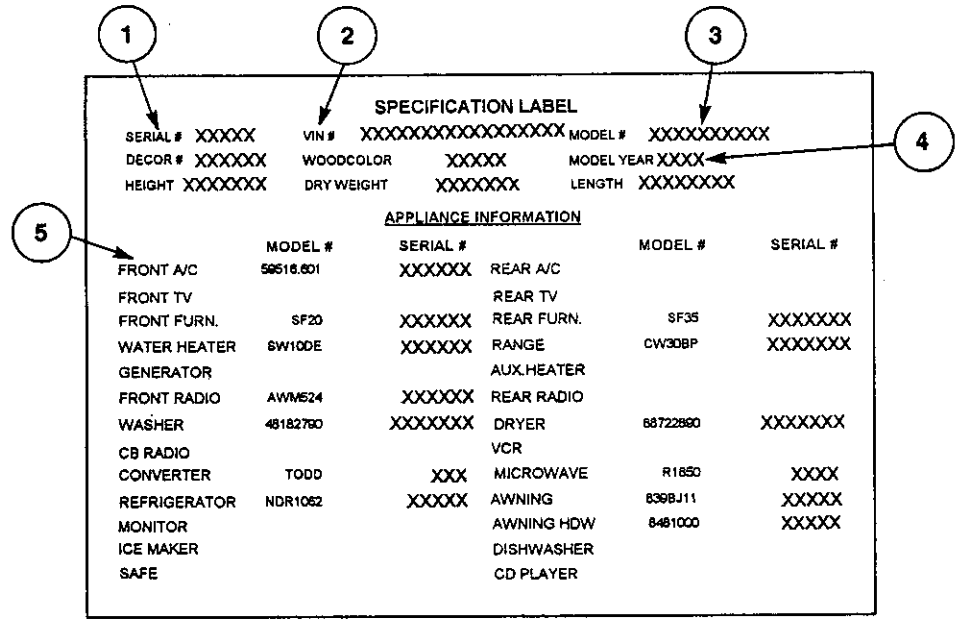 1 2 3
SPECIFICATION LABEL
SERIAL # XXXXX VIN # XXXXXXXXXXXXXXXXX MODEL # XXXXXXXXXX
4
DECOR # XXXXXX WOODCOLOR XXXXX MODEL YEAR XXXX
HEIGHT XXXXXXX DRY WEIGHT XXXXXXX LENGTH XXXXXXXX
APPLIANCE INFORMATION
5
MODEL # SERIAL # MODEL # SERIAL #
FRONT A/C 59516.601 XXXXXX REAR A/C
FRONT TV REAR TV
FRONT FURN. SF20 XXXXXX REAR FURN. SF35 XXXXXXX
WATER HEATER SW10DE XXXXXX RANGE CW30BP XXXXXXX
GENERATOR AUX.HEATER
FRONT RADIO AWM524 XXXXXX REAR RADIO
WASHER 48182790 XXXXXXX DRYER 68722890 XXXXXXX
CB RADIO VCR
CONVERTER TODD XXX MICROWAVE R1850 XXXX
REFRIGERATOR NDR1062 XXXXX AWNING 839BJ11 XXXXX
MONITOR AWNING HDW 8481000 XXXXX
ICE MAKER DISHWASHER
SAFE CD PLAYER